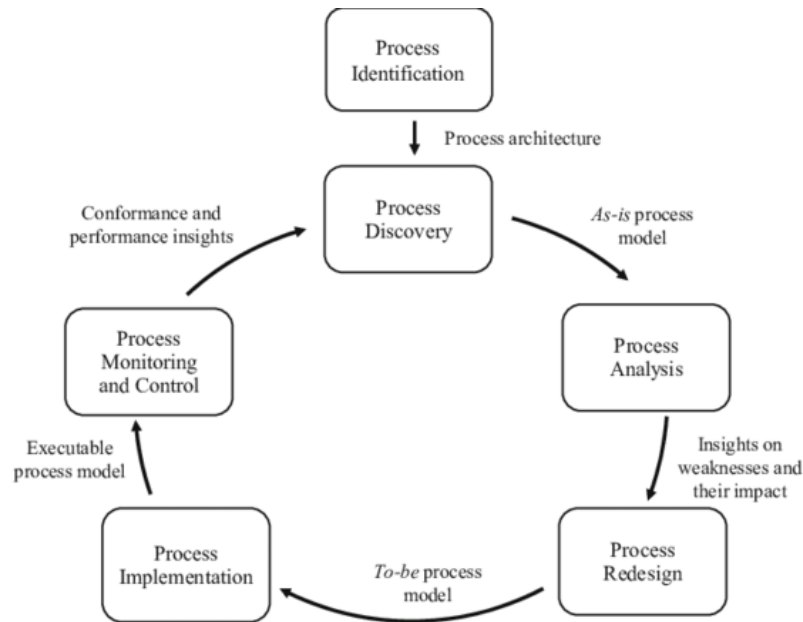 Process
Identification
Process architecture
Process
Discovery
As-is process
model
Process
Analysis
Insights on
weaknesses and
their impact
Process
Redesign
To-be process
model
Process
Implementation
Executable
process model
Process
Monitoring
and Control
Conformance and
performance insights